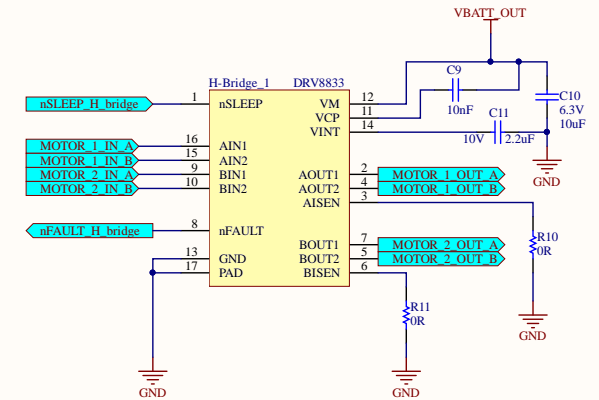 VBATT_OUT
H-Bridge_1 DRV8833
C9
10nF
C10
6.3V
10uF
C11
10V 2.2uF
GND
nSLEEP_H_bridge 1 nSLEEP VM 12
VCP 11
VINT 14
MOTOR_1_IN_A 16 AIN1
MOTOR_1_IN_B 15 AIN2
MOTOR_2_IN_A 9 BIN1
MOTOR_2_IN_B 10 BIN2
AOUT1 2 MOTOR_1_OUT_A
AOUT2 4 MOTOR_1_OUT_B
AISEN 3
nFAULT_H_bridge 8 nFAULT
BOUT1 7 MOTOR_2_OUT_A
BOUT2 5 MOTOR_2_OUT_B
BISEN 6
13 GND
17 PAD
R10
0R
GND
R11
0R
GND
GND